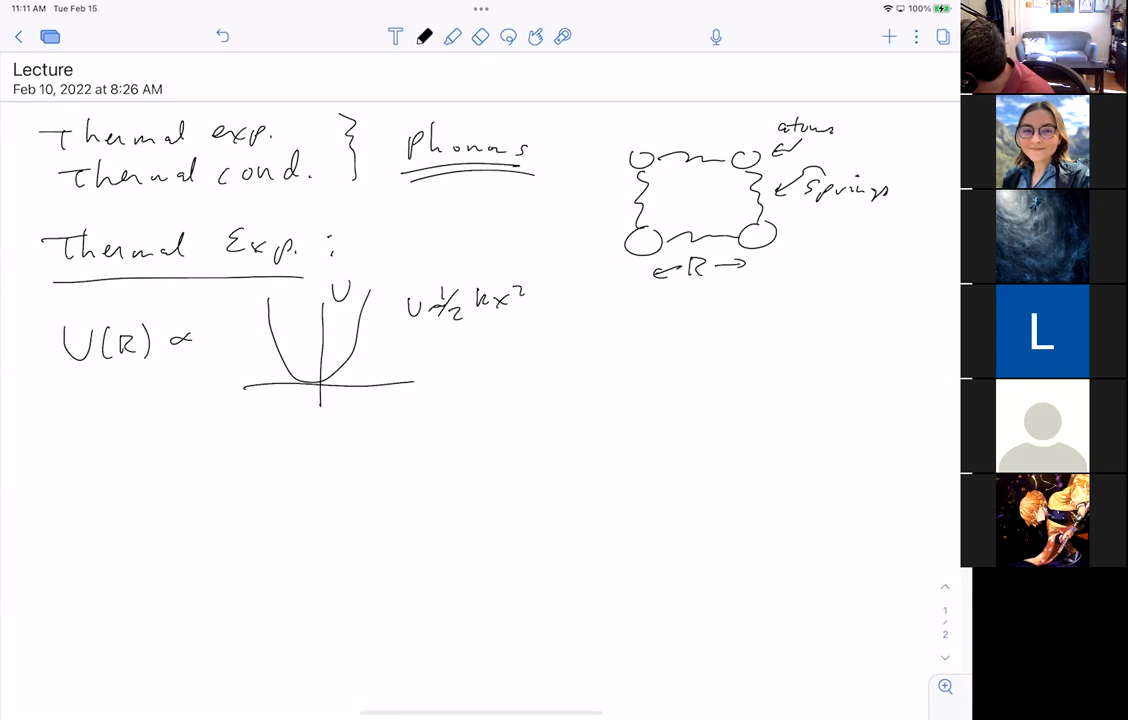 11:11 AM Tue Feb 15
100%
Lecture
Feb 10, 2022 at 8:26 AM
Thermal exp.
Thermal cond.
Phonons
atoms
Springs
R
Thermal Exp. :
U
U(R) ∝
U = 1/2 kx²
L
1
/
2